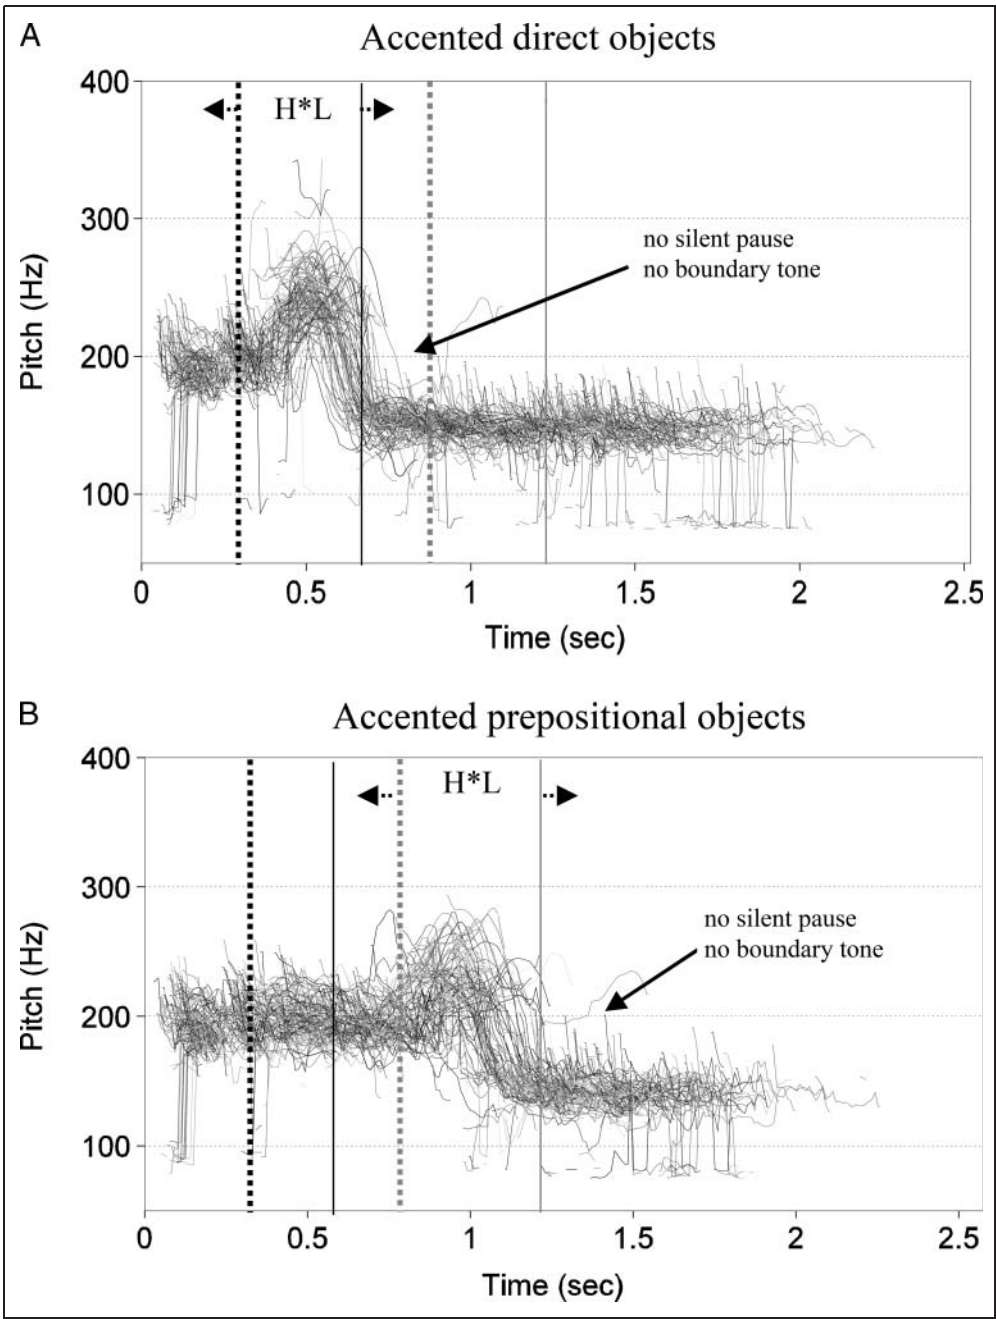 A
Accented direct objects
400
H*L
300
no silent pause
no boundary tone
Pitch (Hz)
200
100
0 0.5 1 1.5 2 2.5
Time (sec)
B
Accented prepositional objects
400
H*L
300
no silent pause
no boundary tone
Pitch (Hz)
200
100
0 0.5 1 1.5 2 2.5
Time (sec)